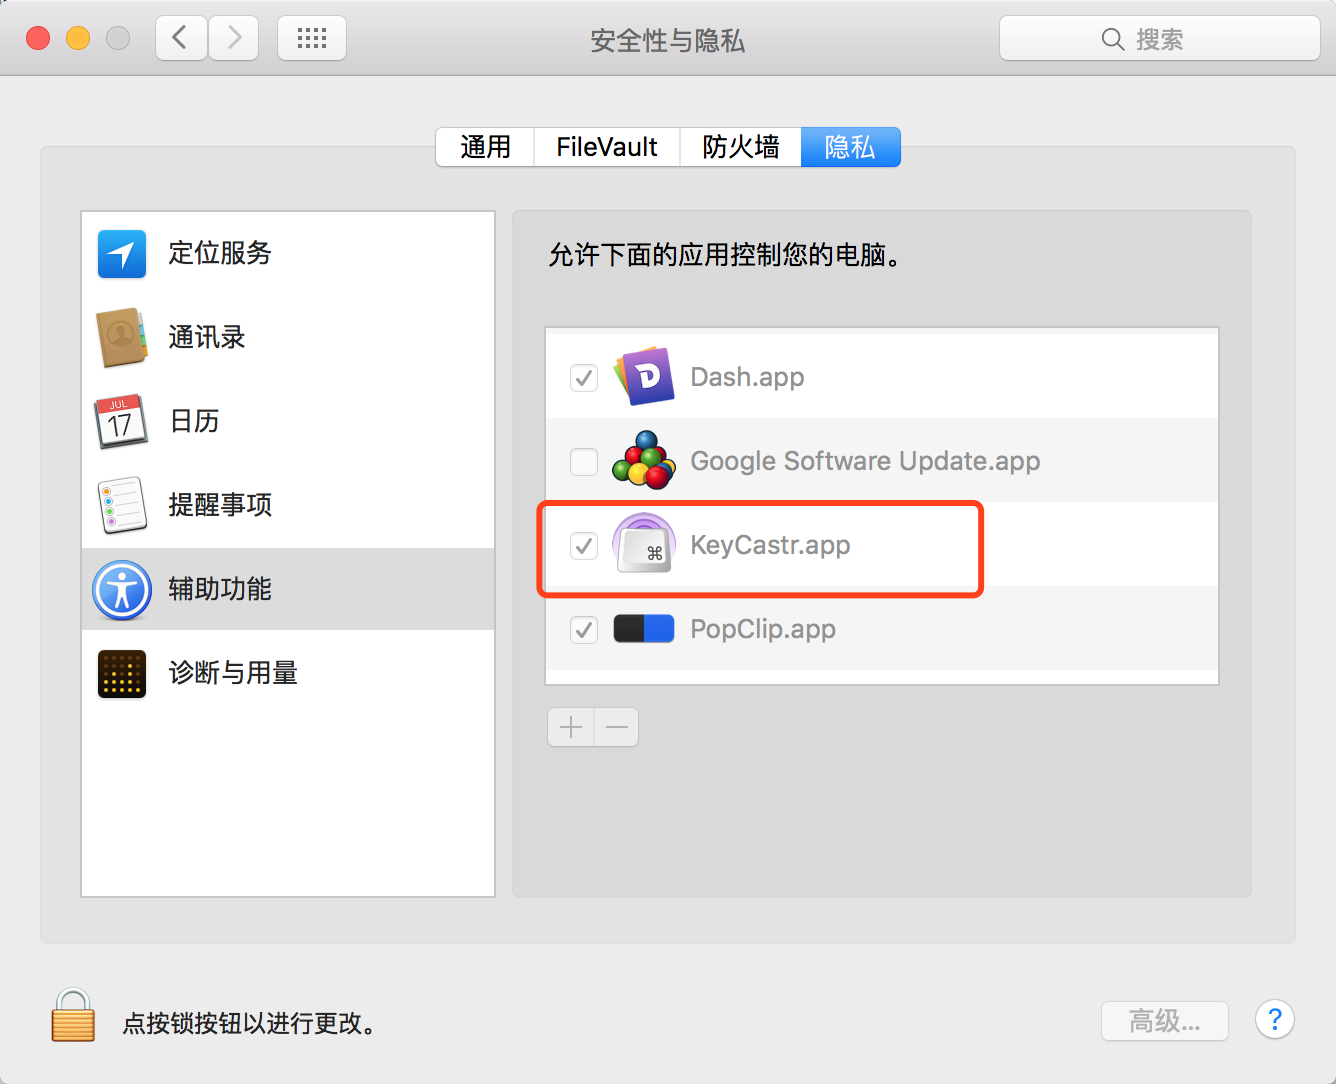 安全性与隐私
搜索
通用
FileVault
防火墙
隐私
定位服务
通讯录
JUL
17
日历
提醒事项
辅助功能
诊断与用量
允许下面的应用控制您的电脑。
D
Dash.app
Google Software Update.app
⌘
KeyCastr.app
PopClip.app
点按锁按钮以进行更改。
高级...
?